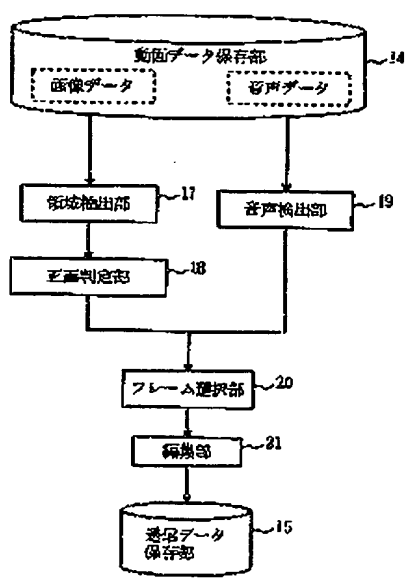 動画データ保存部
14
画像データ
音声データ
領域抽出部
17
音声検出部
19
正面判定部
18
フレーム選択部
20
編集部
21
送信データ
保存部
15